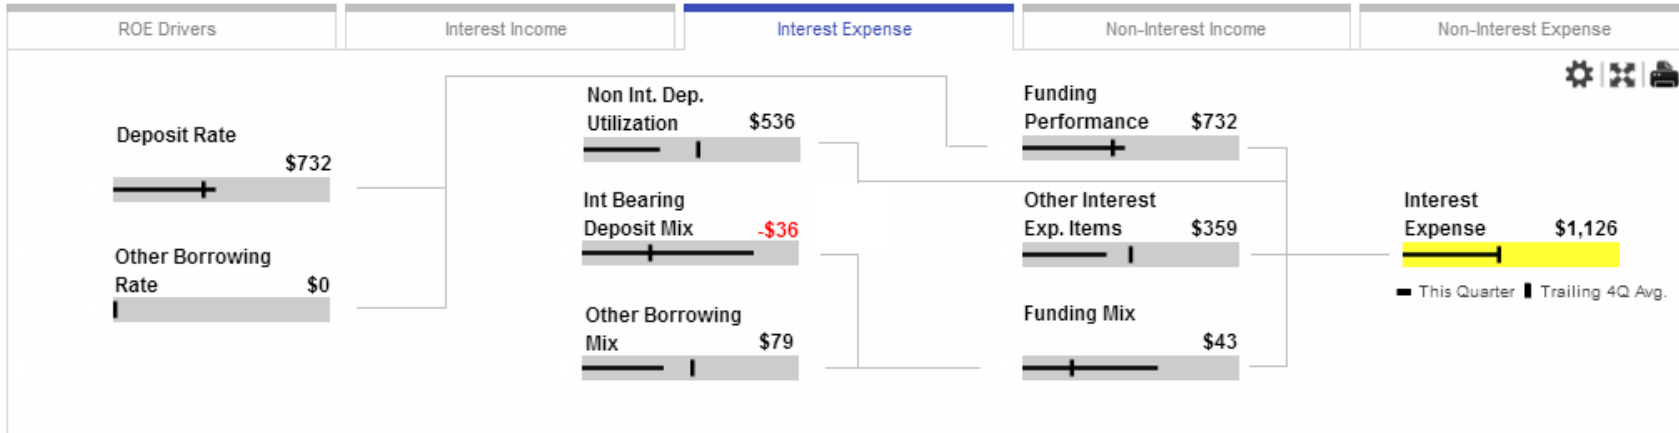 ROE Drivers
Interest Income
Interest Expense
Non-Interest Income
Non-Interest Expense
Deposit Rate
$732
Other Borrowing
Rate $0
Non Int. Dep.
Utilization $536
Int Bearing
Deposit Mix -$36
Other Borrowing
Mix $79
Funding
Performance $732
Other Interest
Exp. Items $359
Funding Mix
$43
Interest
Expense $1,126
This Quarter Trailing 4Q Avg.